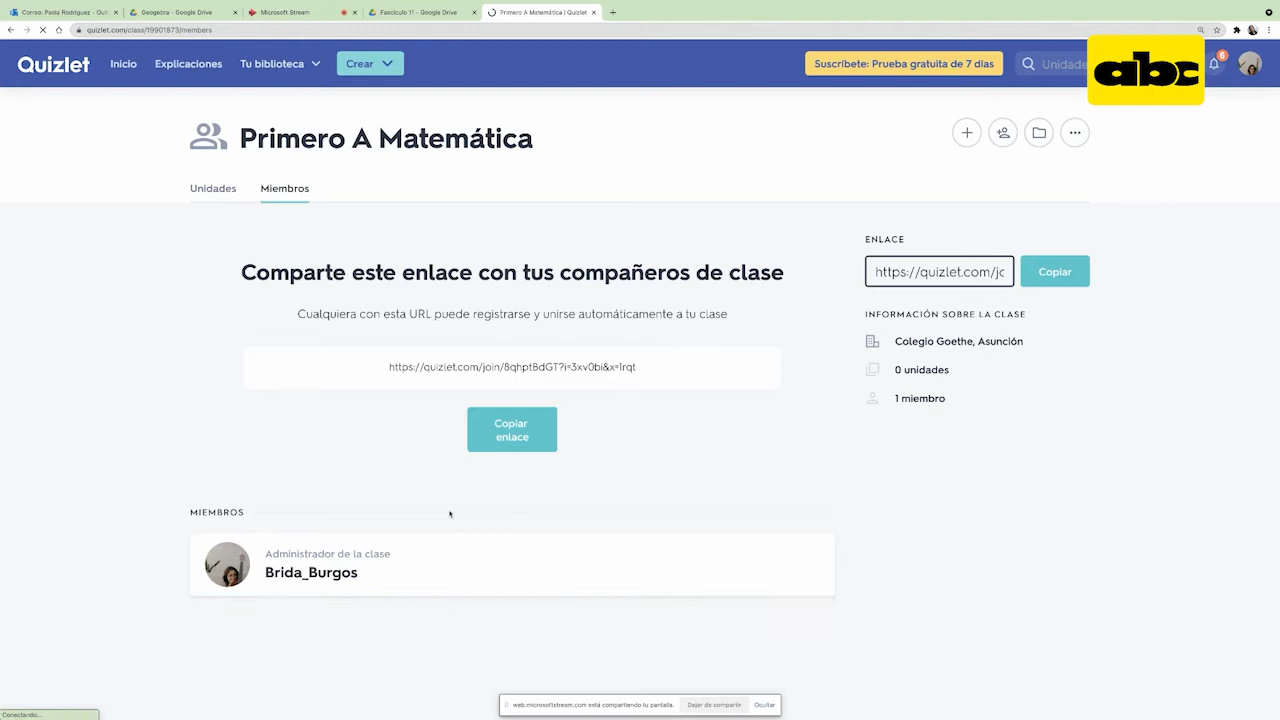 Correo: Paola Rodriguez - Out
Geogebra - Google Drive
Microsoft Stream
Fascículo 11 - Google Drive
Primero A Matemática | Quizlet
quizlet.com/class/19901873/members
Quizlet
Inicio
Explicaciones
Tu biblioteca
Crear
Suscríbete: Prueba gratuita de 7 días
Unidade
abc
6
Primero A Matemática
Unidades
Miembros
Comparte este enlace con tus compañeros de clase
Cualquiera con esta URL puede registrarse y unirse automáticamente a tu clase
https://quizlet.com/join/8qhptBdGT?i=3xv0bi&x=1rqt
Copiar
enlace
ENLACE
https://quizlet.com/jo
Copiar
INFORMACIÓN SOBRE LA CLASE
Colegio Goethe, Asunción
0 unidades
1 miembro
MIEMBROS
Administrador de la clase
Brida_Burgos
web.microsoftstream.com está compartiendo tu pantalla.
Dejar de compartir
Ocultar
Conectando...